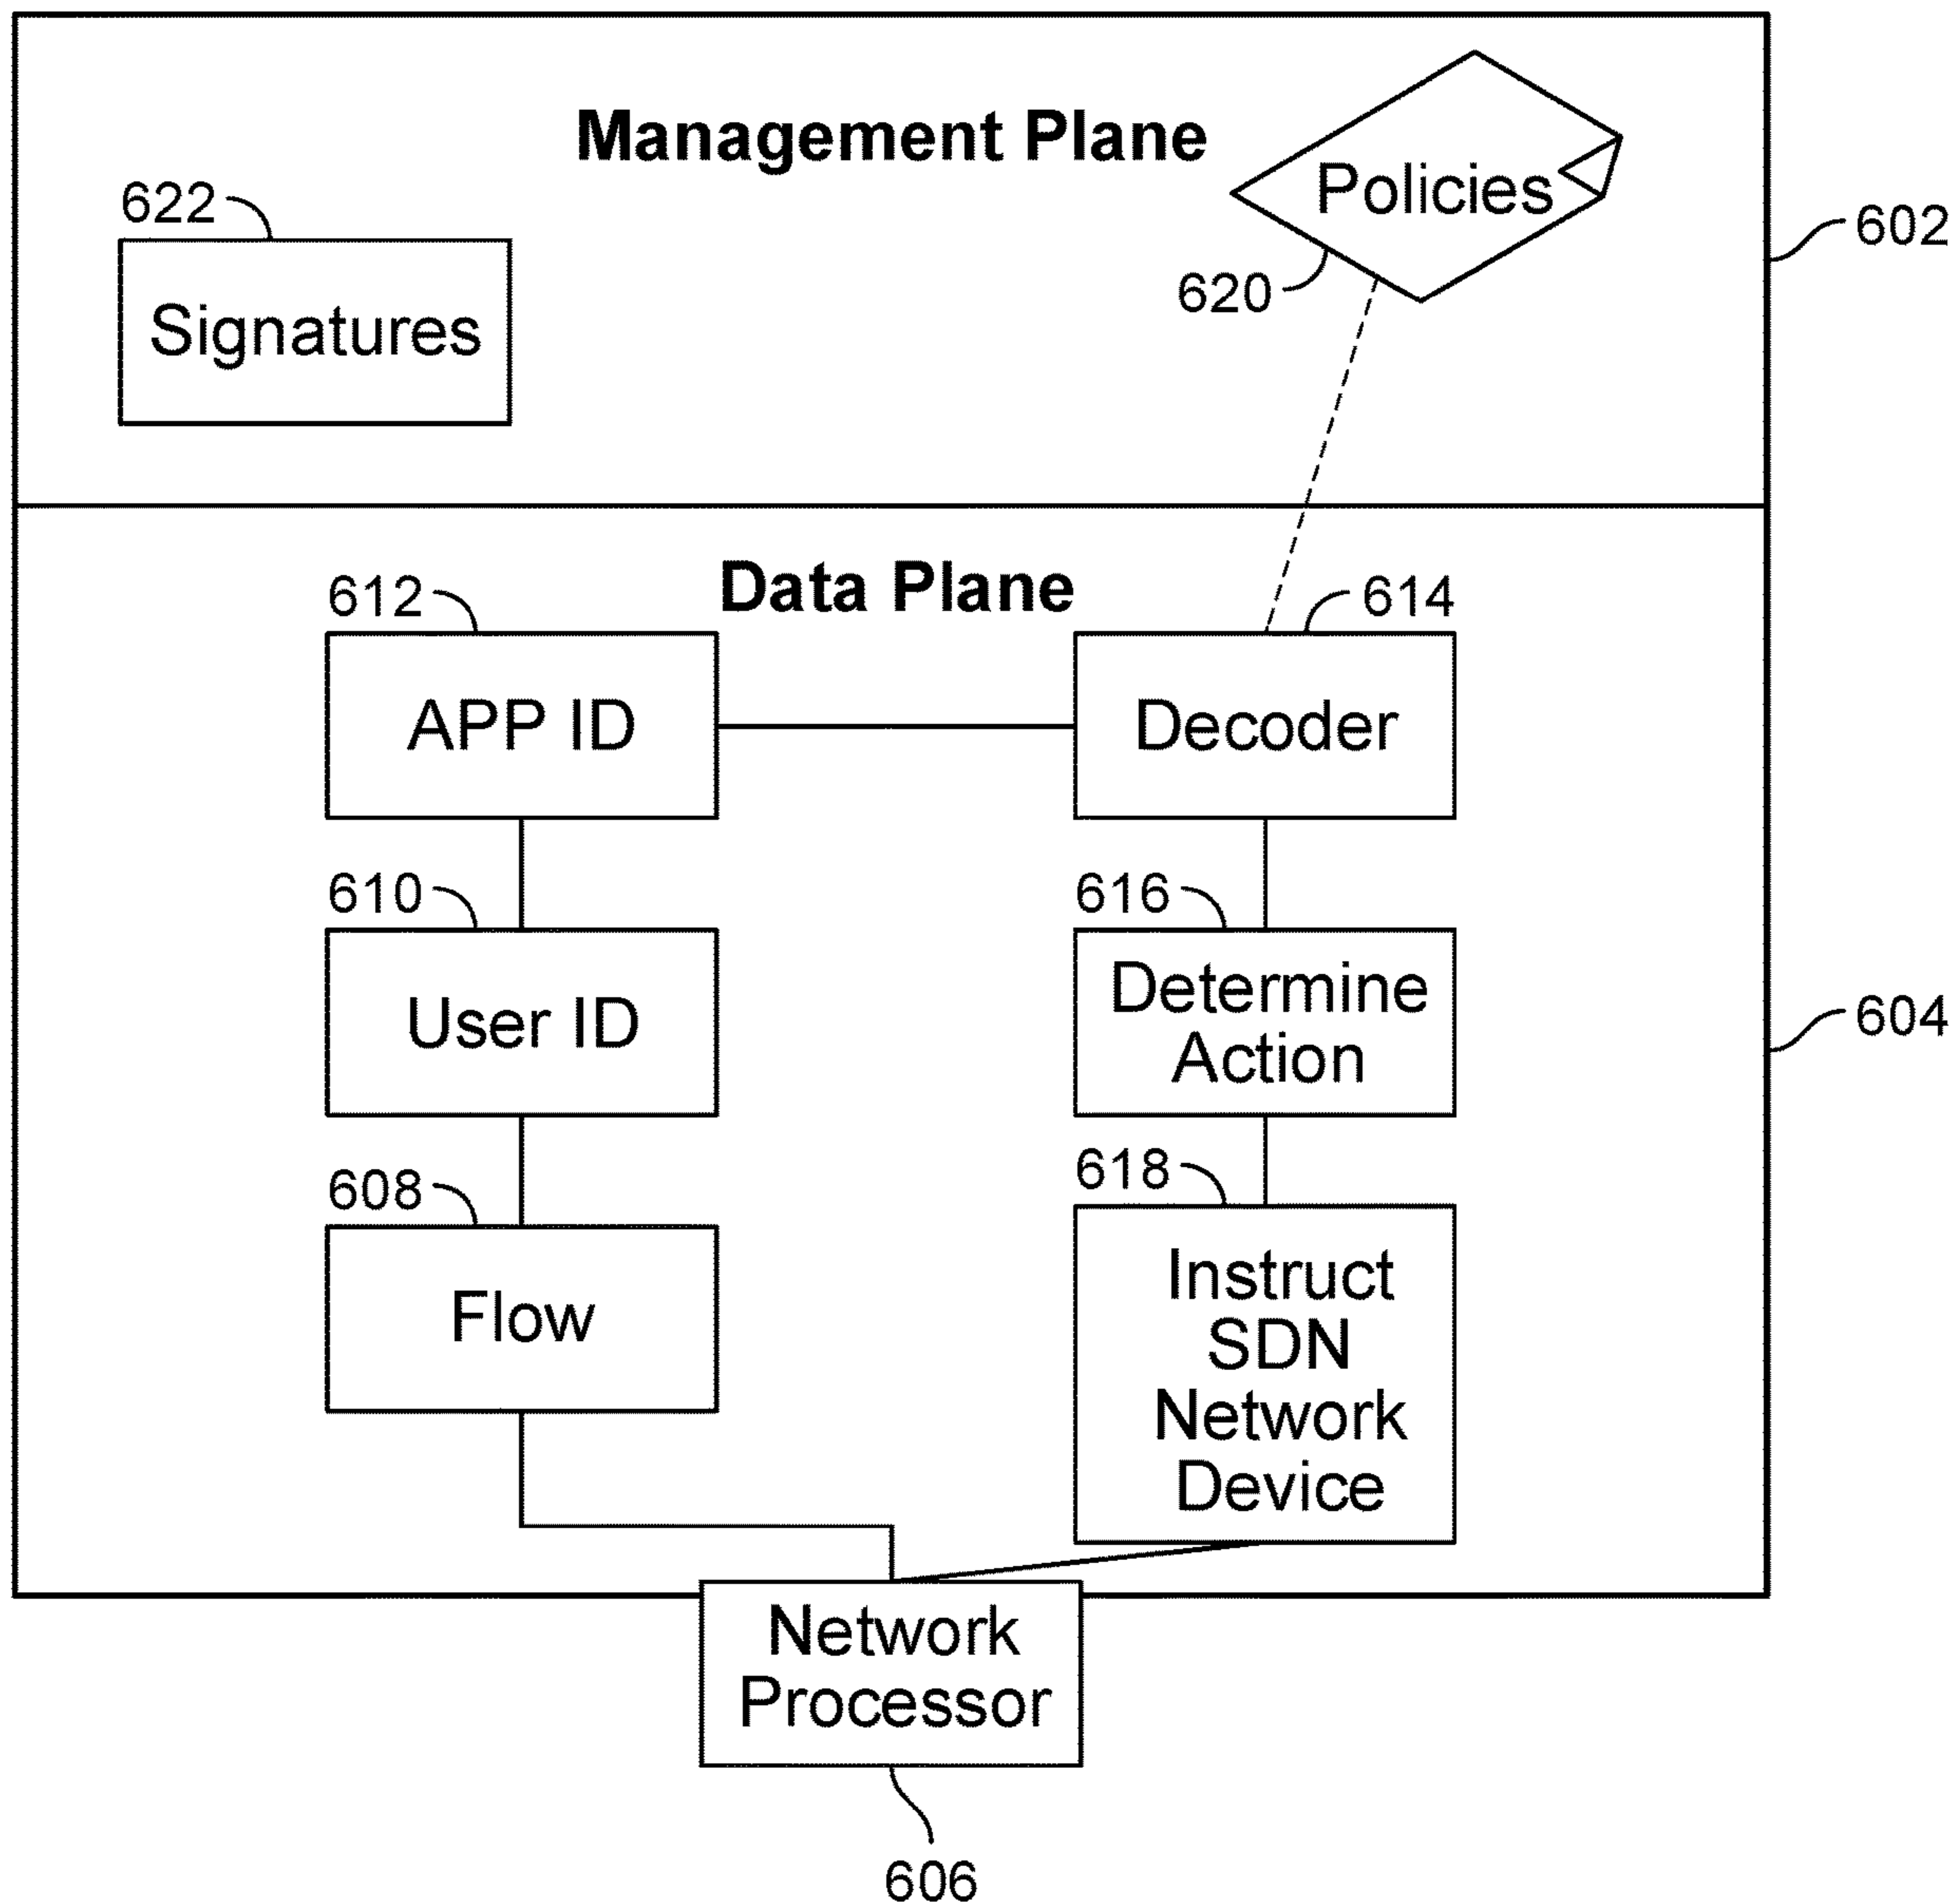 Management Plane
Policies
622
602
620
Signatures
Data Plane
612
614
APP ID
Decoder
610
616
User ID
Determine
Action
604
608
618
Flow
Instruct
SDN
Network
Device
Network
Processor
606